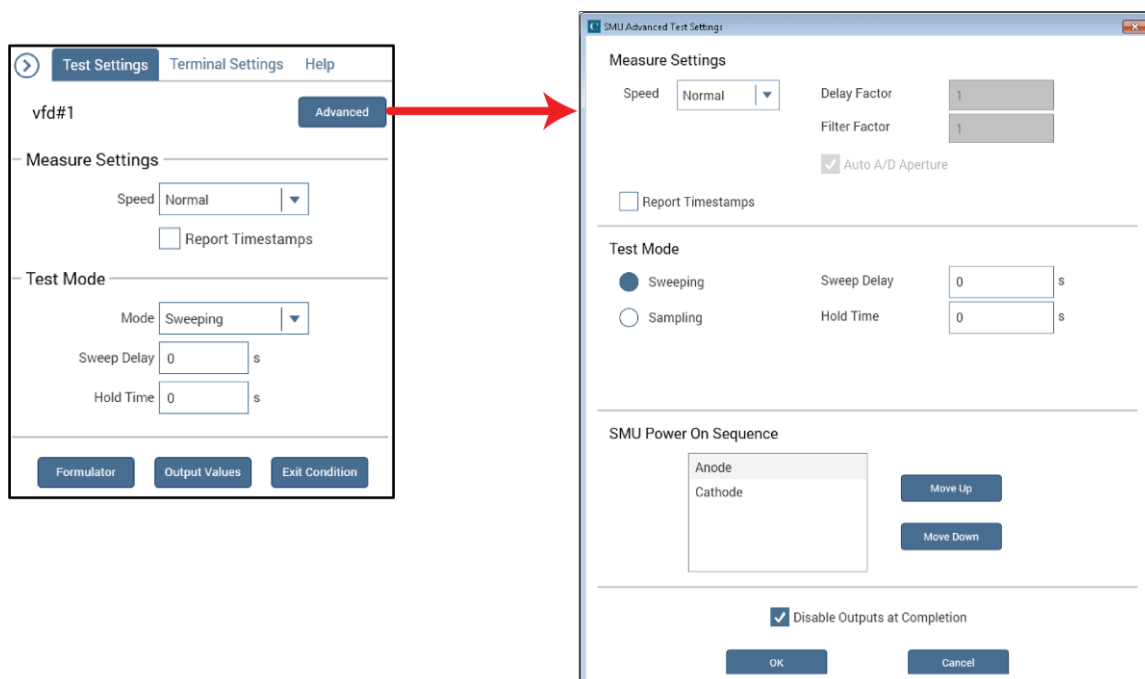 Test Settings Terminal Settings Help
vfd#1 Advanced
Measure Settings
Speed Normal
Report Timestamps
Test Mode
Mode Sweeping
Sweep Delay 0 s
Hold Time 0 s
Formulator Output Values Exit Condition
C SMU Advanced Test Settings
Measure Settings
Speed Normal Delay Factor 1
Filter Factor 1
Auto A/D Aperture
Report Timestamps
Test Mode
Sweeping Sweep Delay 0 s
Sampling Hold Time 0 s
SMU Power On Sequence
Anode
Cathode
Move Up
Move Down
Disable Outputs at Completion
OK Cancel